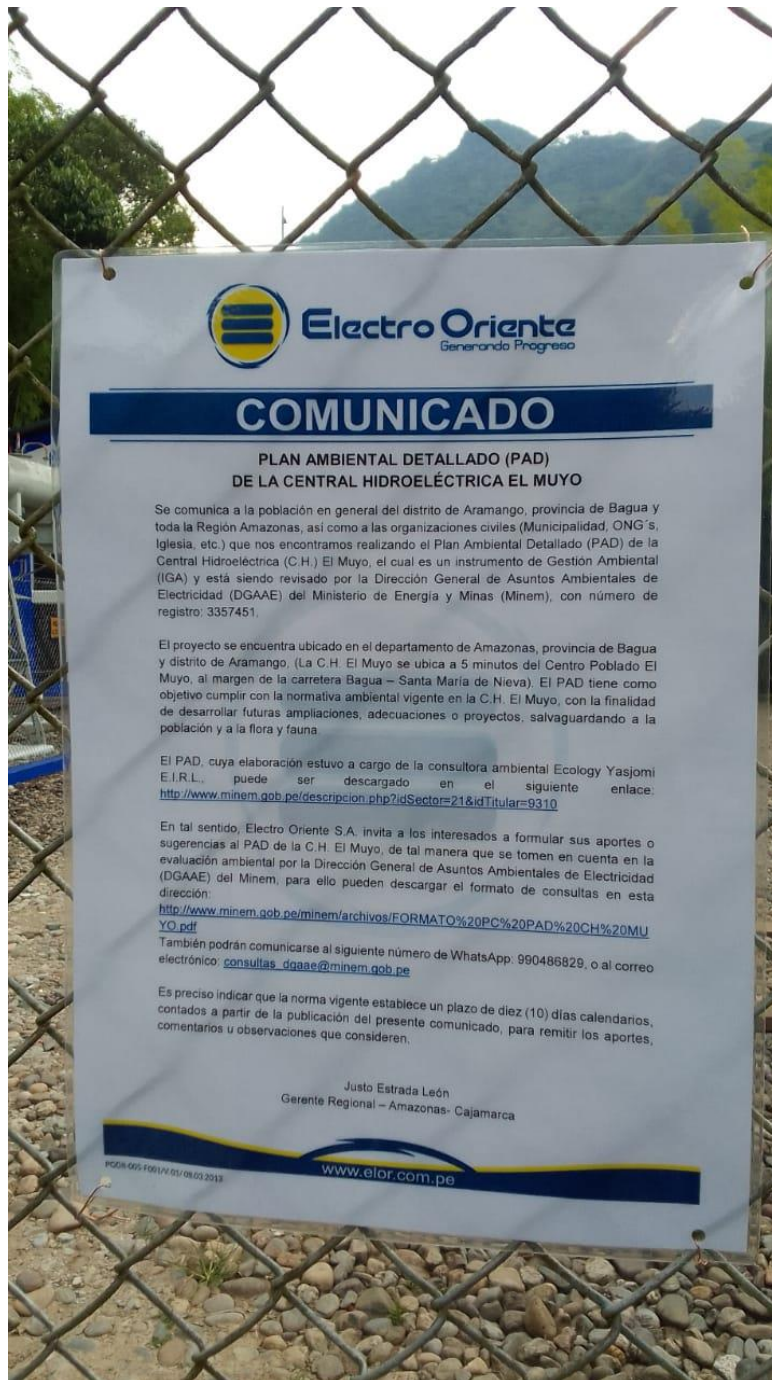 Electro Oriente
Generando Progreso
COMUNICADO
PLAN AMBIENTAL DETALLADO (PAD)
DE LA CENTRAL HIDROELÉCTRICA EL MUYO
Se comunica a la población en general del distrito de Aramango, provincia de Bagua y
toda la Región Amazonas, así como a las organizaciones civiles (Municipalidad, ONG´s,
Iglesia, etc.) que nos encontramos realizando el Plan Ambiental Detallado (PAD) de la
Central Hidroeléctrica (C.H.) El Muyo, el cual es un instrumento de Gestión Ambiental
(IGA) y está siendo revisado por la Dirección General de Asuntos Ambientales de
Electricidad (DGAAE) del Ministerio de Energía y Minas (Minem), con número de
registro: 3357451.
El proyecto se encuentra ubicado en el departamento de Amazonas, provincia de Bagua
y distrito de Aramango, (La C.H. El Muyo se ubica a 5 minutos del Centro Poblado El
Muyo, al margen de la carretera Bagua – Santa María de Nieva). El PAD tiene como
objetivo cumplir con la normativa ambiental vigente en la C.H. El Muyo, con la finalidad
de desarrollar futuras ampliaciones, adecuaciones o proyectos, salvaguardando a la
población y a la flora y fauna.
El PAD, cuya elaboración estuvo a cargo de la consultora ambiental Ecology Yasjomi
E.I.R.L., puede ser descargado en el siguiente enlace:
http://www.minem.gob.pe/descripcion.php?idSector=21&idTitular=9310
En tal sentido, Electro Oriente S.A. invita a los interesados a formular sus aportes o
sugerencias al PAD de la C.H. El Muyo, de tal manera que se tomen en cuenta en la
evaluación ambiental por la Dirección General de Asuntos Ambientales de Electricidad
(DGAAE) del Minem, para ello pueden descargar el formato de consultas en esta
dirección:
http://www.minem.gob.pe/minem/archivos/FORMATO%20PC%20PAD%20CH%20MU
YO.pdf
También podrán comunicarse al siguiente número de WhatsApp: 990486829, o al correo
electrónico: consultas_dgaae@minem.gob.pe
Es preciso indicar que la norma vigente establece un plazo de diez (10) días calendarios,
contados a partir de la publicación del presente comunicado, para remitir los aportes,
comentarios u observaciones que consideren.
Justo Estrada León
Gerente Regional – Amazonas- Cajamarca
www.elor.com.pe